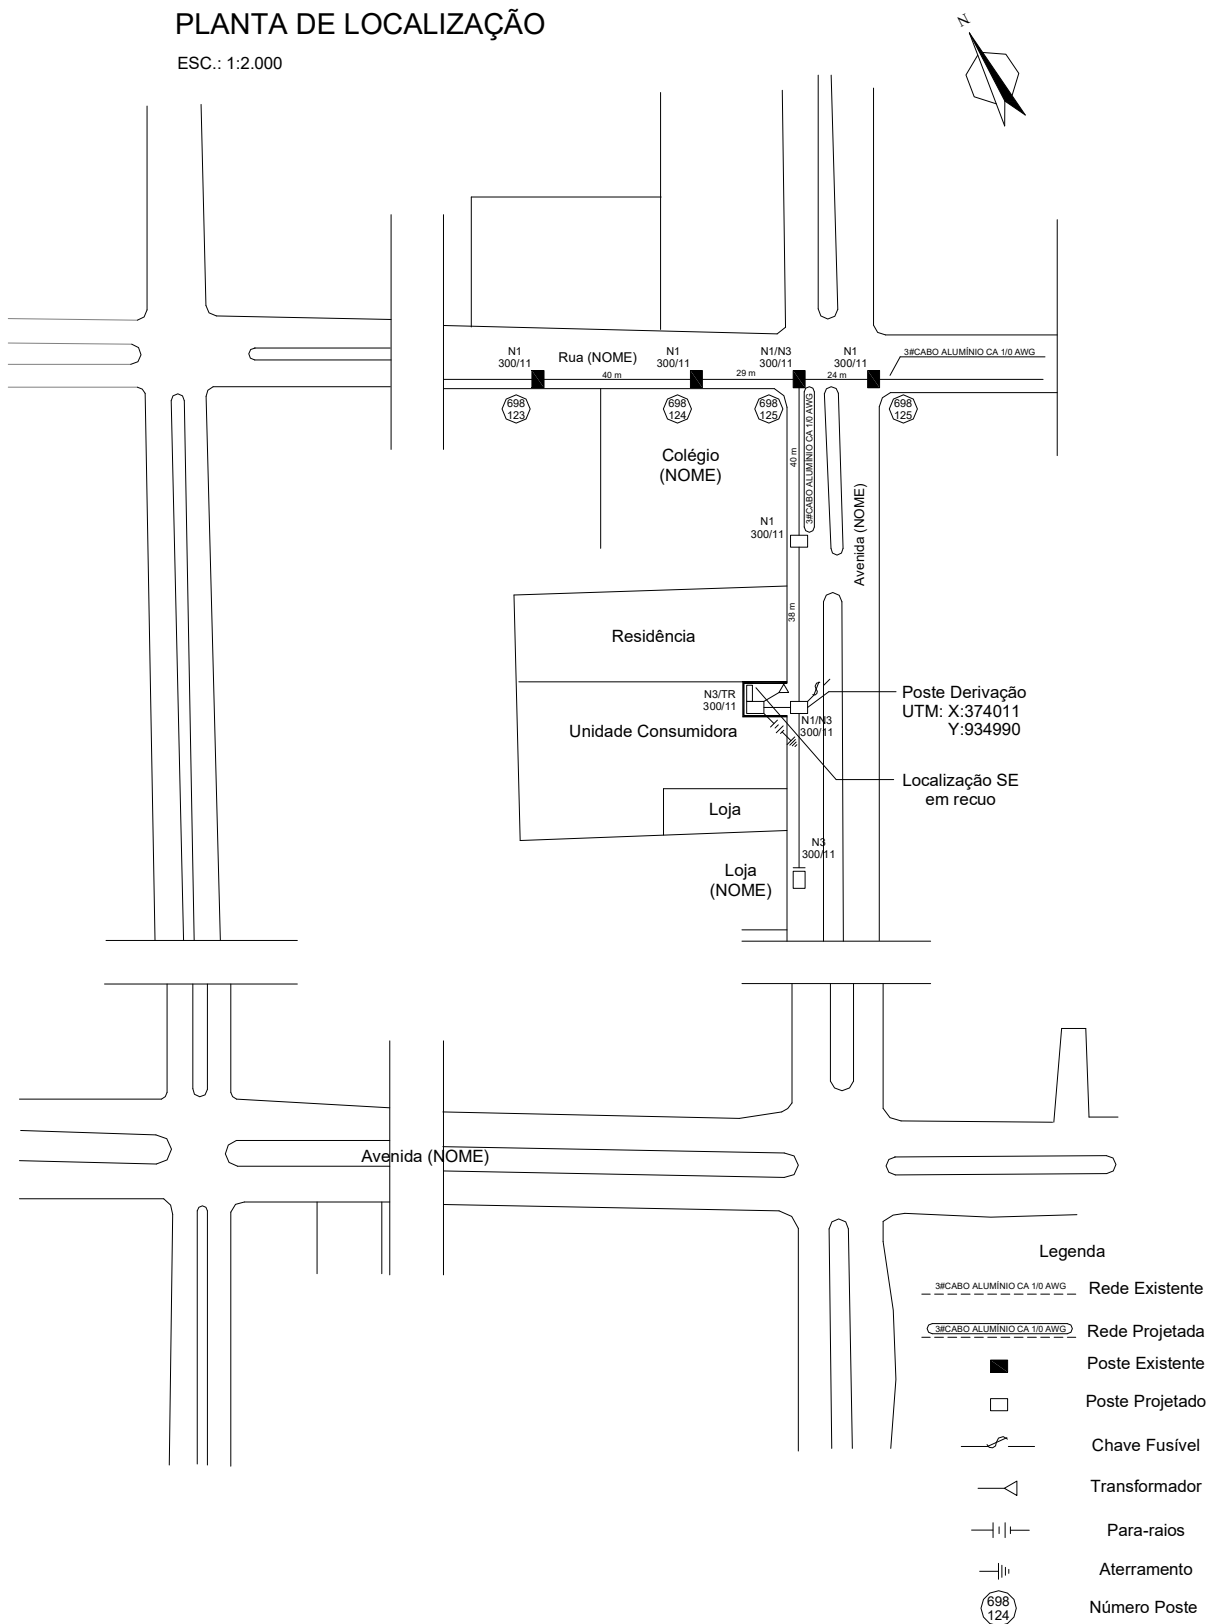 PLANTA DE LOCALIZAÇÃO
ESC.: 1:2.000
N
N1
300/11
Rua (NOME)
N1
300/11
N1/N3
300/11
N1
300/11
3#CABO ALUMÍNIO CA 1/0 AWG
40 m
29 m
24 m
698
123
698
124
698
125
698
125
3#CABO ALUMÍNIO CA 1/0 AWG
40 m
Colégio
(NOME)
Avenida (NOME)
N1
300/11
38 m
Residência
N3/TR
300/11
Poste Derivação
UTM: X:374011
Y:934990
Unidade Consumidora
N1/N3
300/11
Localização SE
em recuo
Loja
N3
300/11
Loja
(NOME)
Avenida (NOME)
Legenda
3#CABO ALUMÍNIO CA 1/0 AWG Rede Existente
3#CABO ALUMÍNIO CA 1/0 AWG Rede Projetada
Poste Existente
Poste Projetado
Chave Fusível
Transformador
Para-raios
Aterramento
698
124
Número Poste